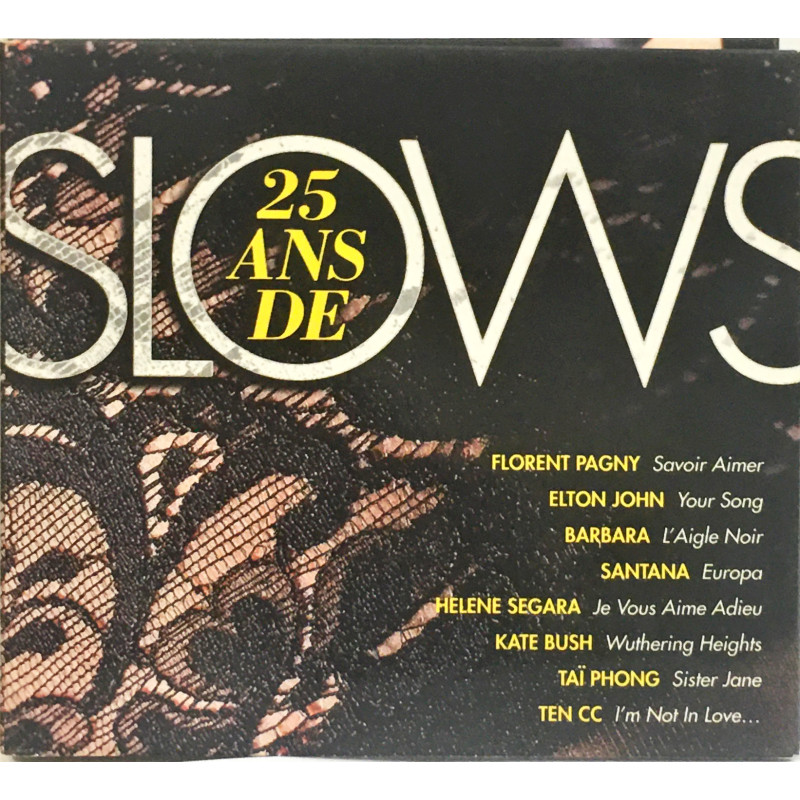 SLOWS
25
ANS
DE
FLORENT PAGNY Savoir Aimer
ELTON JOHN Your Song
BARBARA L'Aigle Noir
SANTANA Europa
HELENE SEGARA Je Vous Aime Adieu
KATE BUSH Wuthering Heights
TAÏ PHONG Sister Jane
TEN CC I'm Not In Love...